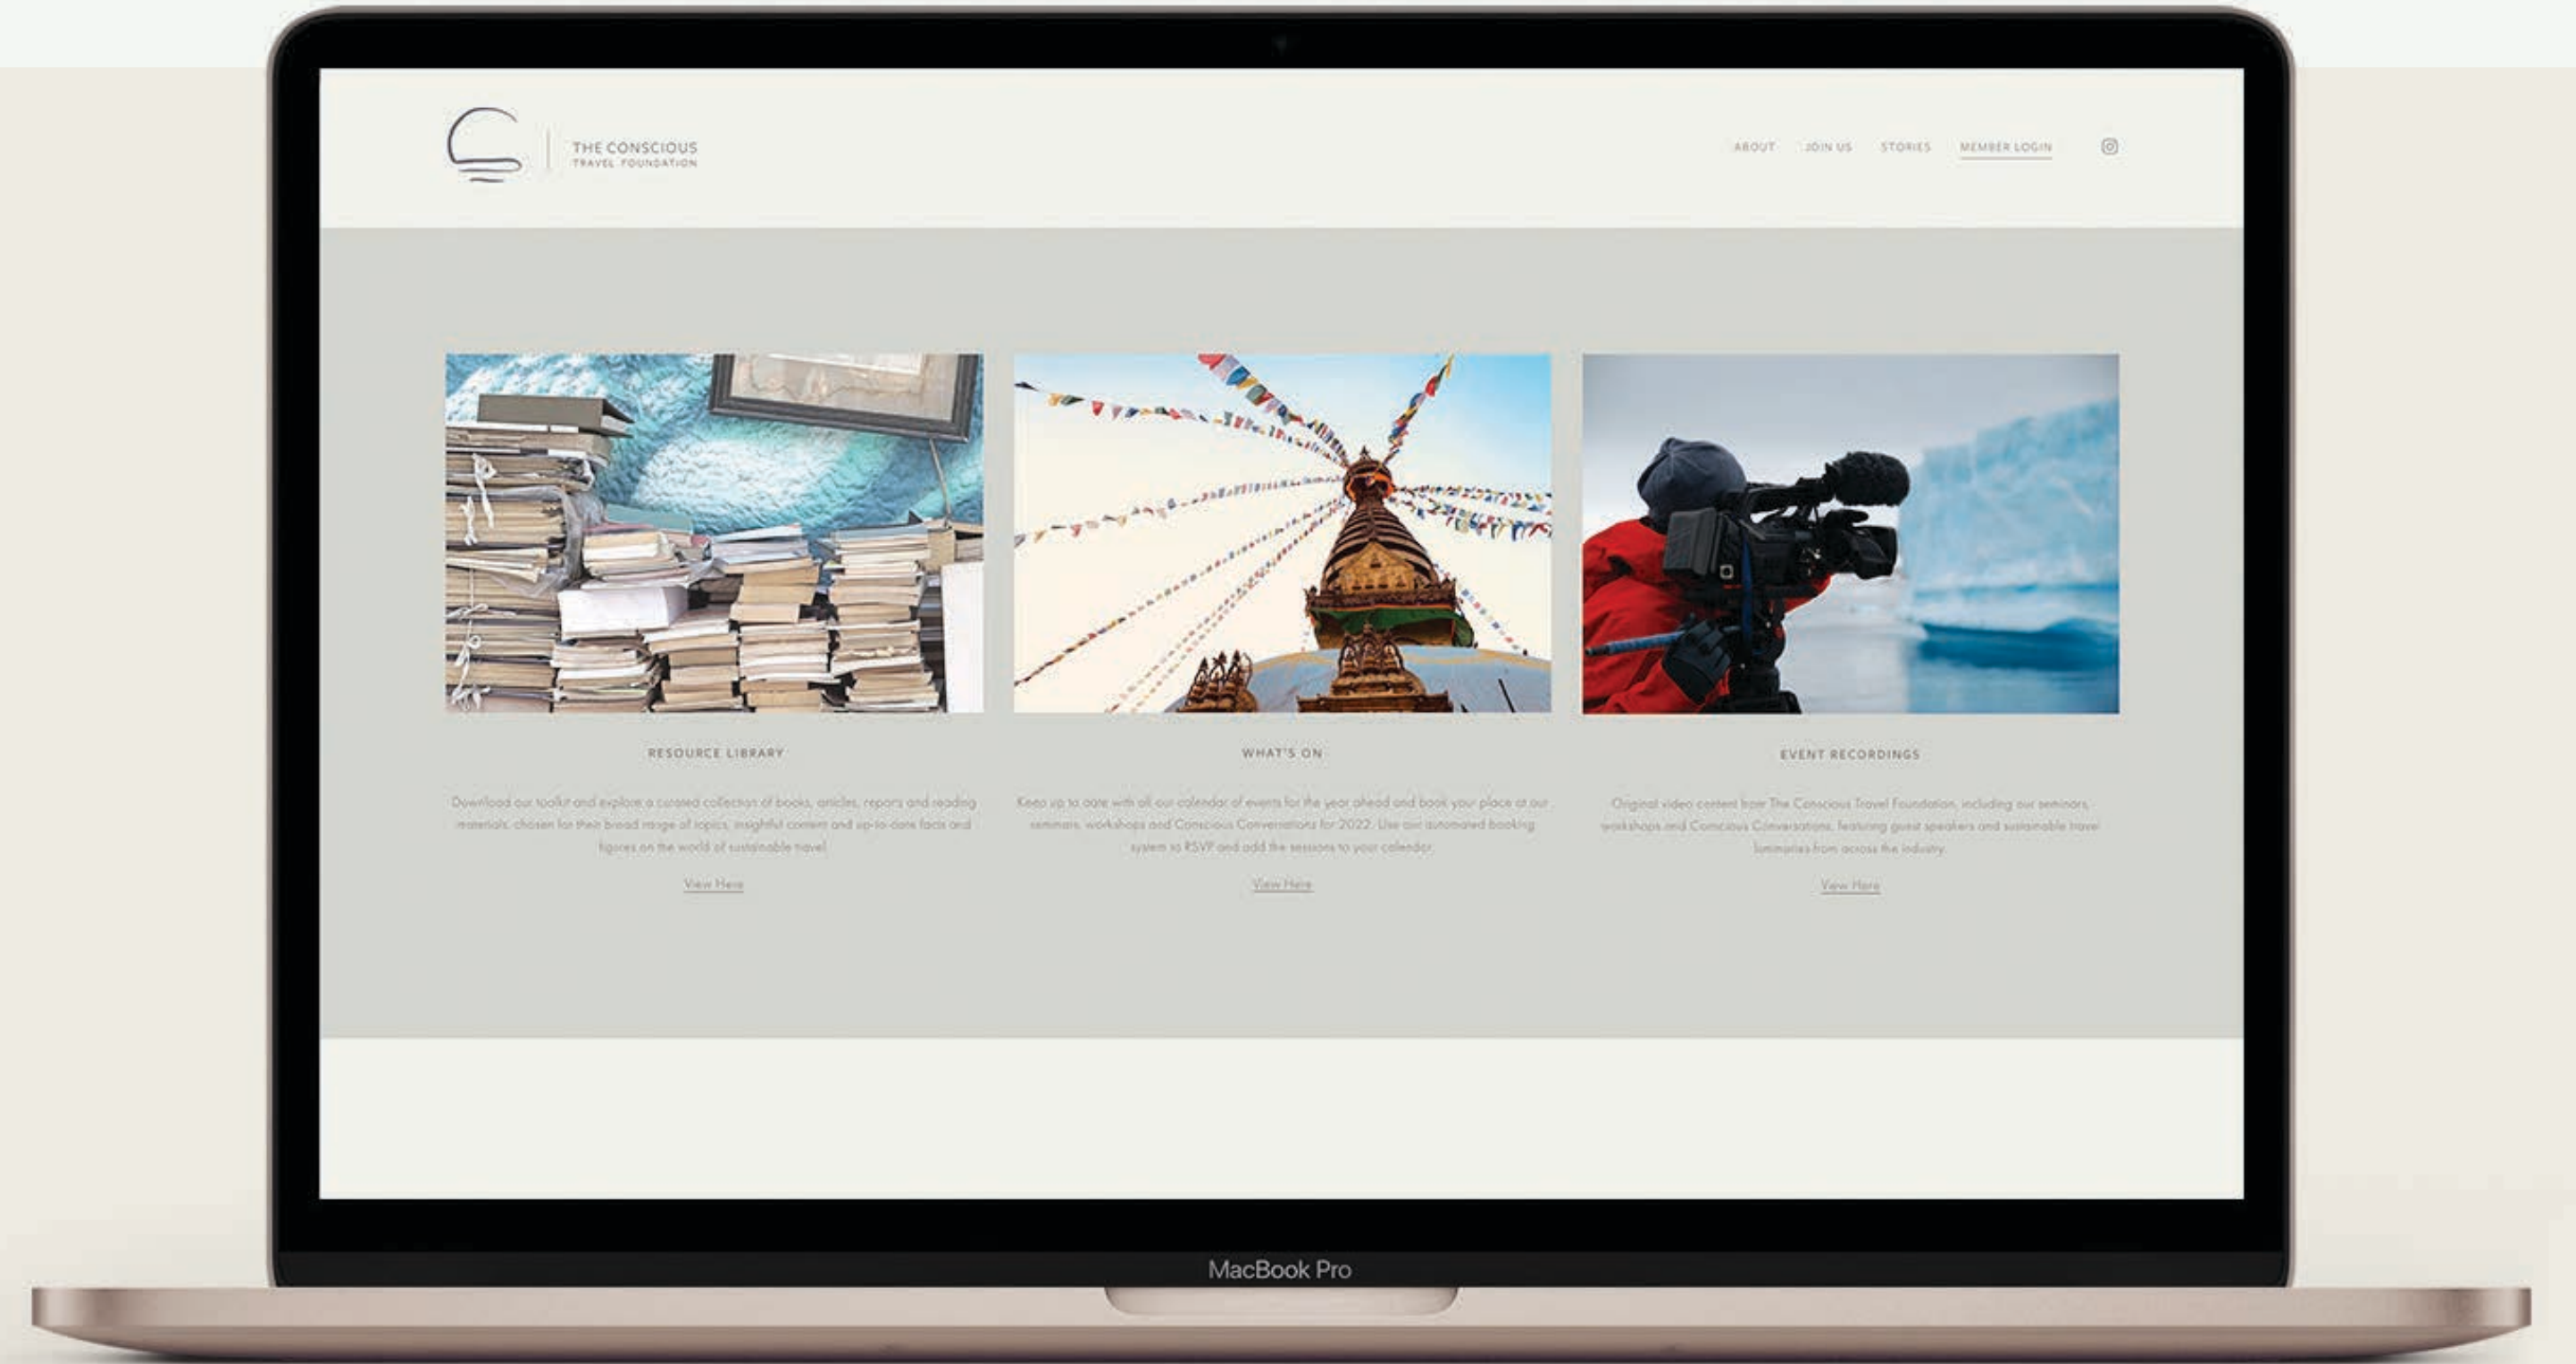 THE CONSCIOUS
TRAVEL FOUNDATION
ABOUT
JOIN US
STORIES
MEMBER LOGIN
RESOURCE LIBRARY
Download our toolkit and explore a curated collection of books, articles, reports and reading
materials, chosen for their broad range of topics, insightful content and up-to-date facts and
figures on the world of sustainable travel.
View Here
WHAT'S ON
Keep up to date with all our calendar of events for the year ahead and book your place at our
seminars, workshops and Conscious Conversations for 2022. Use our automated booking
system to RSVP and add the sessions to your calendar.
View Here
EVENT RECORDINGS
Original video content from The Conscious Travel Foundation, including our seminars,
workshops and Conscious Conversations, featuring guest speakers and sustainable travel
luminaries from across the industry.
View Here
MacBook Pro